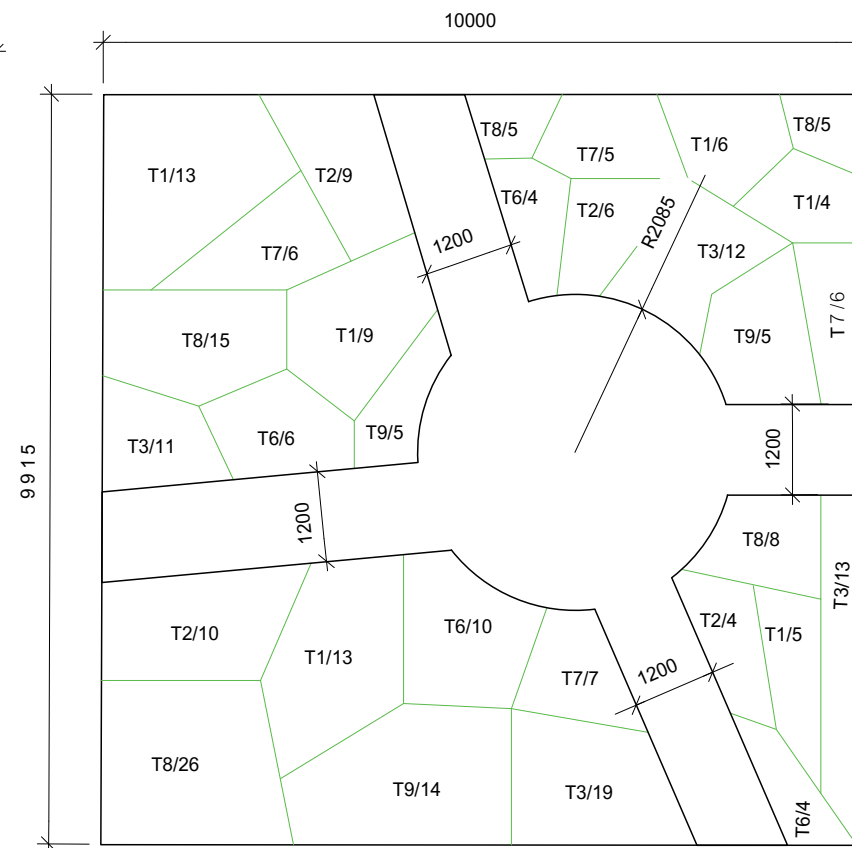 10000
9915
T1/13
T2/9
T7/6
T8/15
T1/9
T3/11
T6/6
T9/5
1200
T8/5
T7/5
T6/4
T2/6
T1/6
T8/5
T1/4
R2085
T3/12
T9/5
T7/6
1200
1200
T2/10
T1/13
T6/10
T7/7
T8/26
T9/14
T3/19
1200
T8/8
T3/13
T2/4
T1/5
T6/4